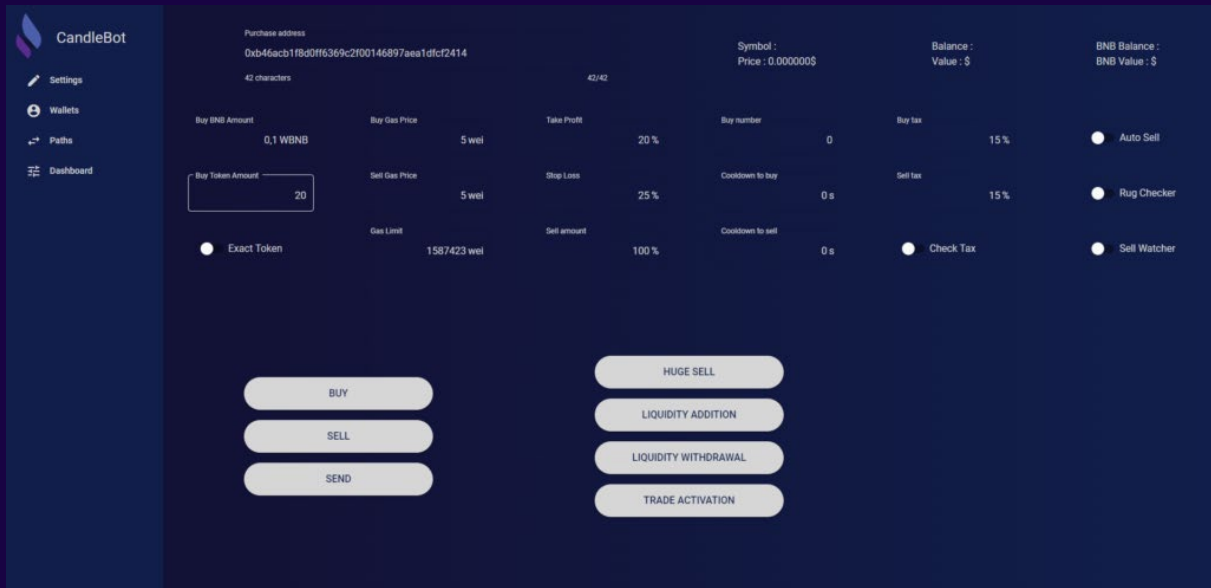 CandleBot
Settings
Wallets
Paths
Dashboard
Purchase address
0xb46acb1f8d0ff6369c2f00146897aea1dfcf2414
42 characters 42/42
Symbol :
Price : 0.000000$
Balance :
Value : $
BNB Balance :
BNB Value : $
Buy BNB Amount
0,1 WBNB
Buy Gas Price
5 wei
Take Profit
20 %
Buy number
0
Buy tax
15 %
Auto Sell
Buy Token Amount
20
Sell Gas Price
5 wei
Stop Loss
25 %
Cooldown to buy
0 s
Sell tax
15 %
Rug Checker
Exact Token
Gas Limit
1587423 wei
Sell amount
100 %
Cooldown to sell
0 s
Check Tax
Sell Watcher
BUY
SELL
SEND
HUGE SELL
LIQUIDITY ADDITION
LIQUIDITY WITHDRAWAL
TRADE ACTIVATION